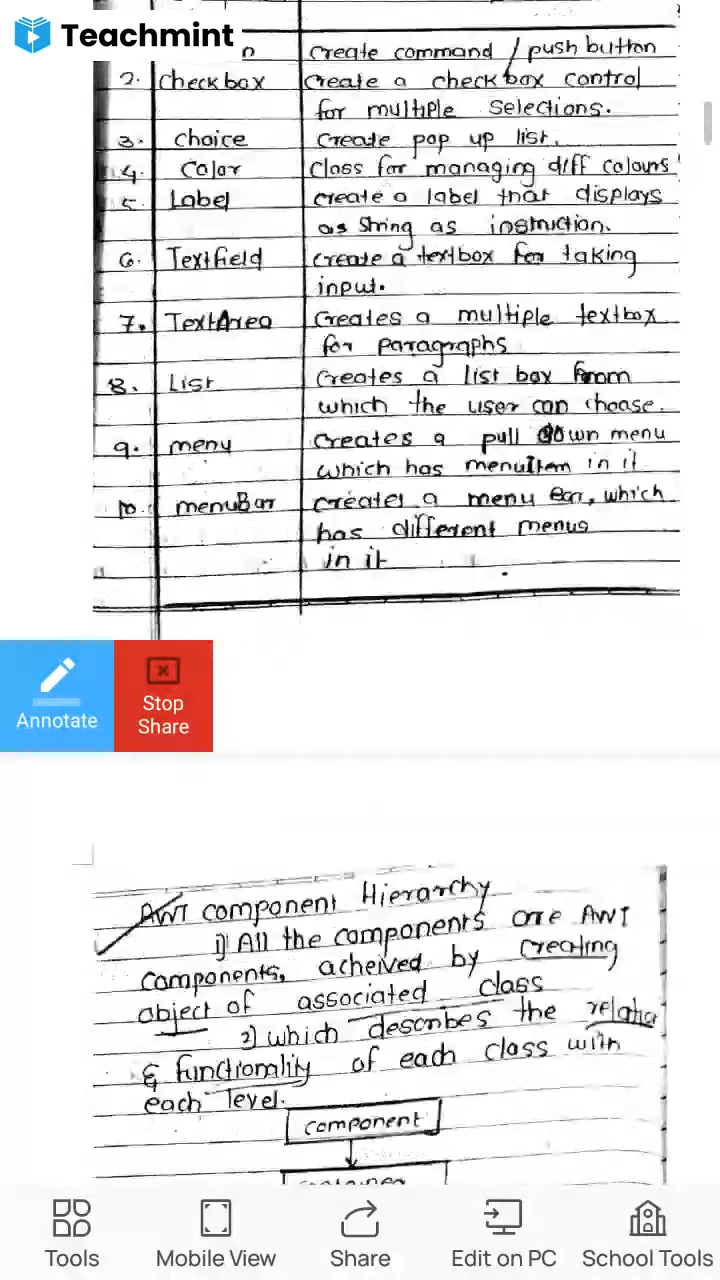 Teachmint
n create command / push button
2. Checkbox create a check box control
for multiple selections.
3. Choice create pop up list.
4. Color Class for managing diff colours
5. Label create a label that displays
as string as instruction.
6. Textfield create a textbox for taking
input.
7. TextArea Creates a multiple textbox
for paragraphs
8. List Creates a list box from
which the user can choose.
9. menu Creates a pull down menu
which has menuItem in it
10. menuBar creates a menu bar, which
has different menus
in it
Annotate
Stop
Share
AWT component Hierarchy
1) All the components are AWT
components, acheived by creating
object of associated class
2) which describes the relation
& functionality of each class with
each level.
component
Tools Mobile View Share Edit on PC School Tools